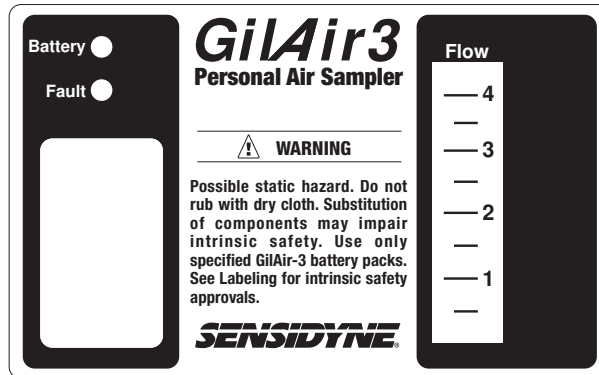 Battery
Fault
GilAir3
Personal Air Sampler
⚠ WARNING
Possible static hazard. Do not
rub with dry cloth. Substitution
of components may impair
intrinsic safety. Use only
specified GilAir-3 battery packs.
See Labeling for intrinsic safety
approvals.
SENSIDYNE®
Flow
4
3
2
1